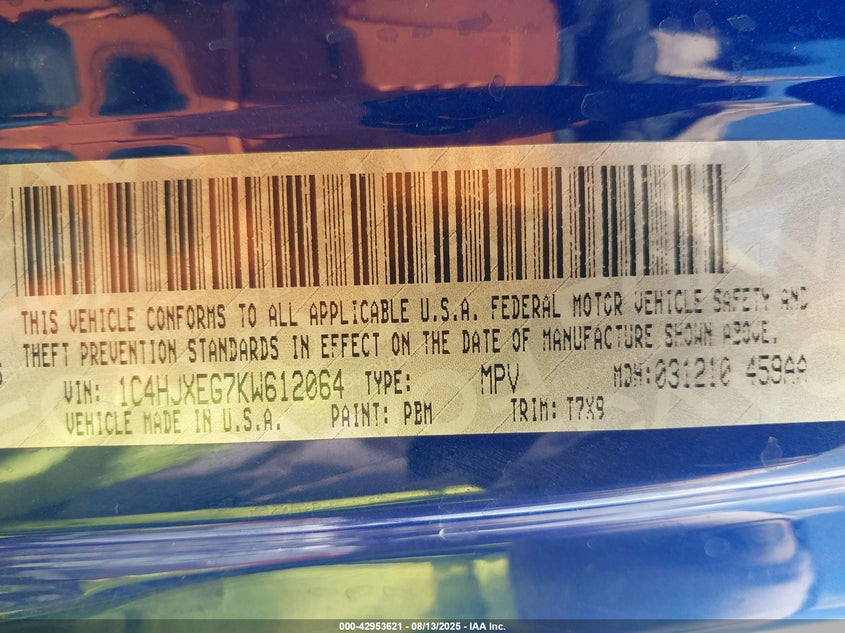 THIS VEHICLE CONFORMS TO ALL APPLICABLE U.S.A. FEDERAL MOTOR VEHICLE SAFETY AND
THEFT PREVENTION STANDARDS IN EFFECT ON THE DATE OF MANUFACTURE SHOWN ABOVE.
VIN: 1C4HJXEG7KW612064 TYPE: MPV MDH:031210 459AA
VEHICLE MADE IN U.S.A. PAINT: PBM TRIM: T7X9
000-42953621 - 08/13/2025 - IAA Inc.